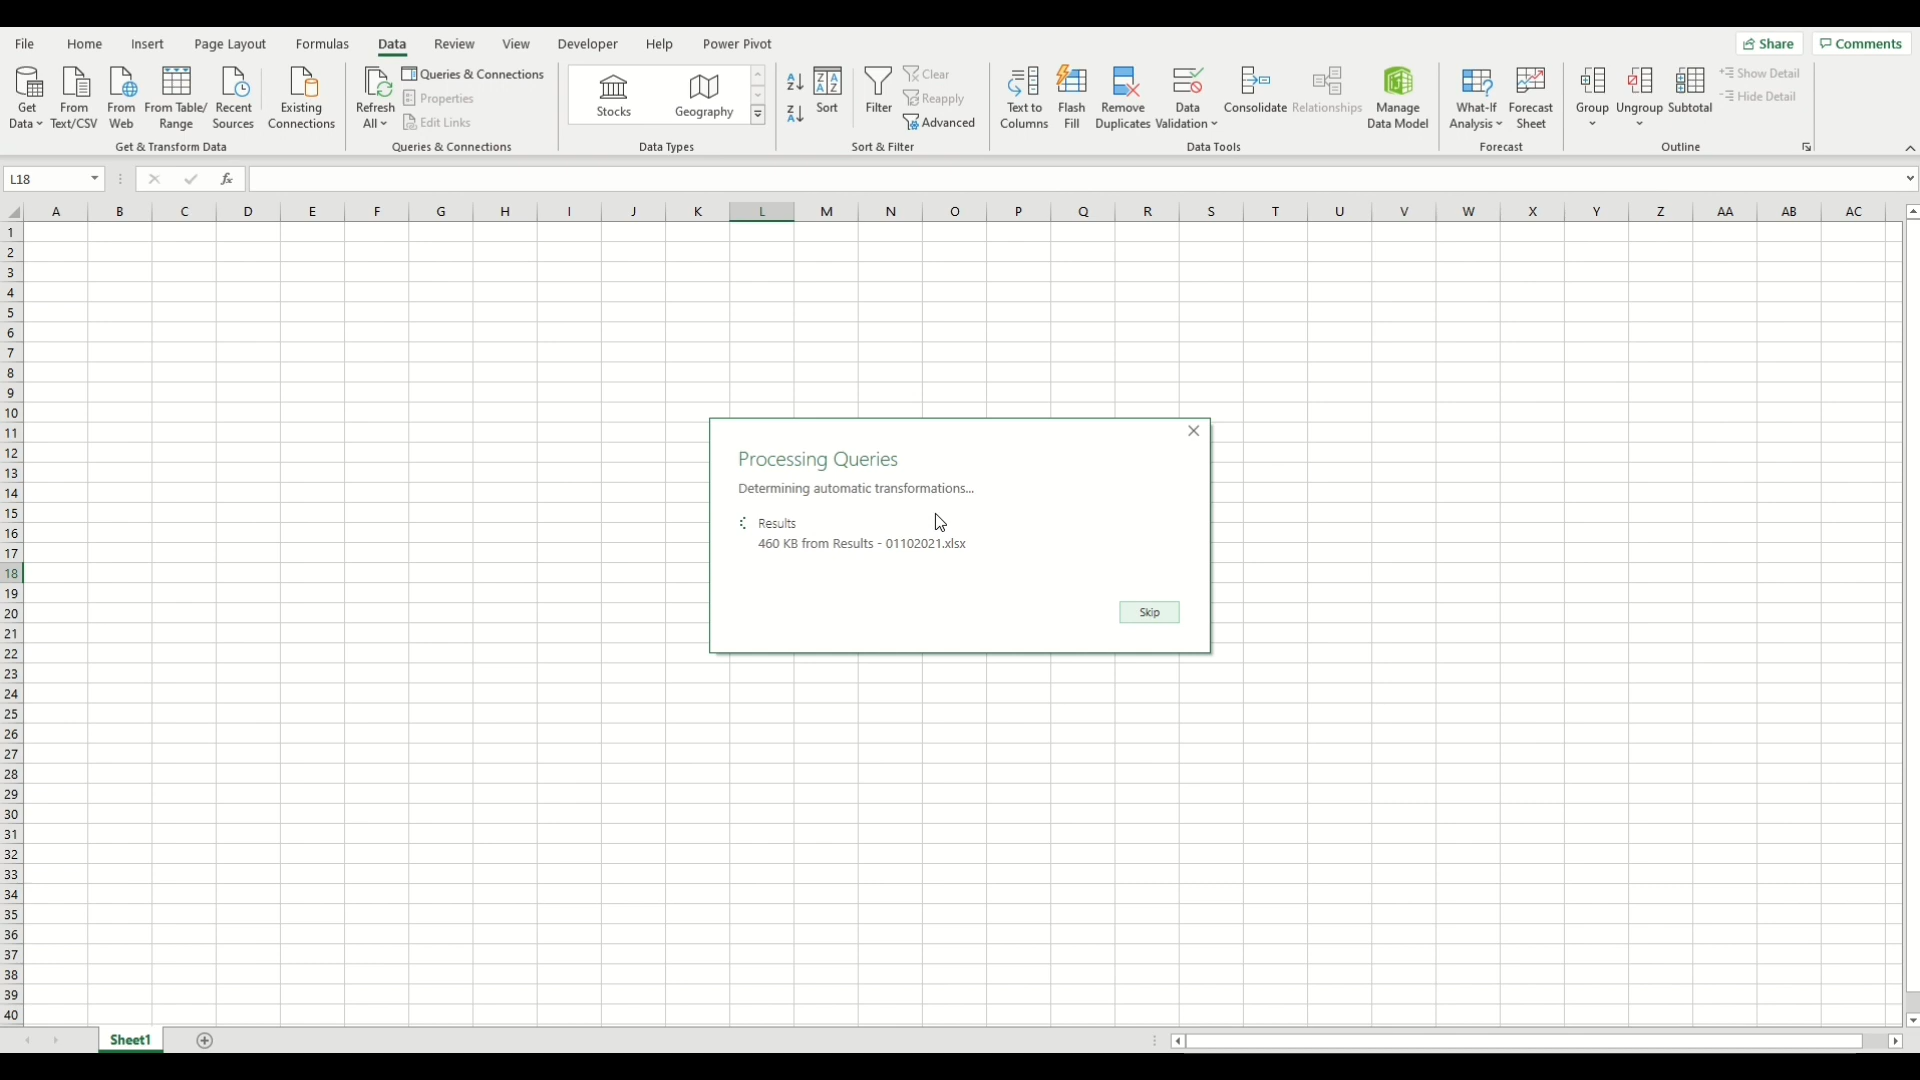 File Home Insert Page Layout Formulas Data Review View Developer Help Power Pivot Share Comments
Get Data From Text/CSV From Web From Table/ Range Recent Sources Existing Connections
Get & Transform Data
Refresh All Queries & Connections Properties Edit Links
Queries & Connections
Stocks Geography
Data Types
Sort Filter Clear Reapply Advanced
Sort & Filter
Text to Columns Flash Fill Remove Duplicates Data Validation Consolidate Relationships Manage Data Model
Data Tools
What-If Analysis Forecast Sheet
Forecast
Group Ungroup Subtotal Show Detail Hide Detail
Outline
L18 fx
A B C D E F G H I J K L M N O P Q R S T U V W X Y Z AA AB AC
1
2
3
4
5
6
7
8
9
10
11
12
13
14
15
16
17
18
19
20
21
22
23
24
25
26
27
28
29
30
31
32
33
34
35
36
37
38
39
40
Processing Queries
Determining automatic transformations...
Results
460 KB from Results - 01102021.xlsx
Skip
Sheet1